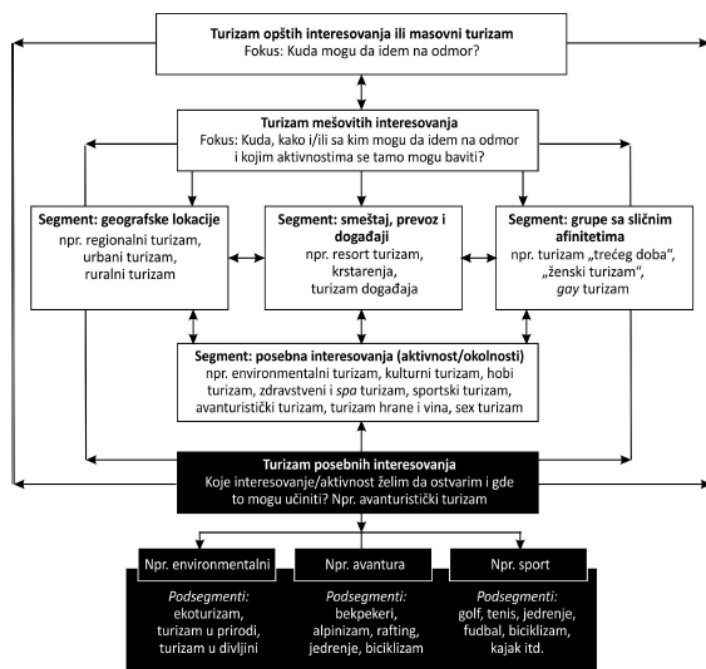 Turizam opštih interesovanja ili masovni turizam
Fokus: Kuda mogu da idem na odmor?
Turizam mešovitih interesovanja
Fokus: Kuda, kako i/ili sa kim mogu da idem na odmor
i kojim aktivnostima se tamo mogu baviti?
Segment: geografske lokacije
npr. regionalni turizam,
urbani turizam,
ruralni turizam
Segment: smeštaj, prevoz i
događaji
npr. resort turizam,
krstarenja,
turizam događaja
Segment: grupe sa sličnim
afinitetima
npr. turizam „trećeg doba“,
„ženski turizam“,
gay turizam
Segment: posebna interesovanja (aktivnost/okolnosti)
npr. environmentalni turizam, kulturni turizam, hobi
turizam, zdravstveni i spa turizam, sportski turizam,
avanturistički turizam, turizam hrane i vina, sex turizam
Turizam posebnih interesovanja
Koje interesovanje/aktivnost želim da ostvarim i gde
to mogu učiniti? Npr. avanturistički turizam
Npr. environmentalni
Podsegmenti:
ekoturizam,
turizam u prirodi,
turizam u divljini
Npr. avantura
Podsegmenti:
bekpekeri,
alpinizam, rafting,
jedrenje, biciklizam
Npr. sport
Podsegmenti:
golf, tenis, jedrenje,
fudbal, biciklizam,
kajak itd.